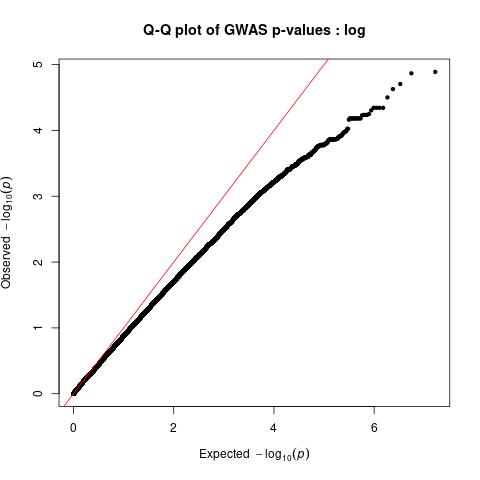 Q-Q plot of GWAS p-values : log
5
4
3
2
1
0
Observed −log10(p)
0 2 4 6
Expected −log10(p)